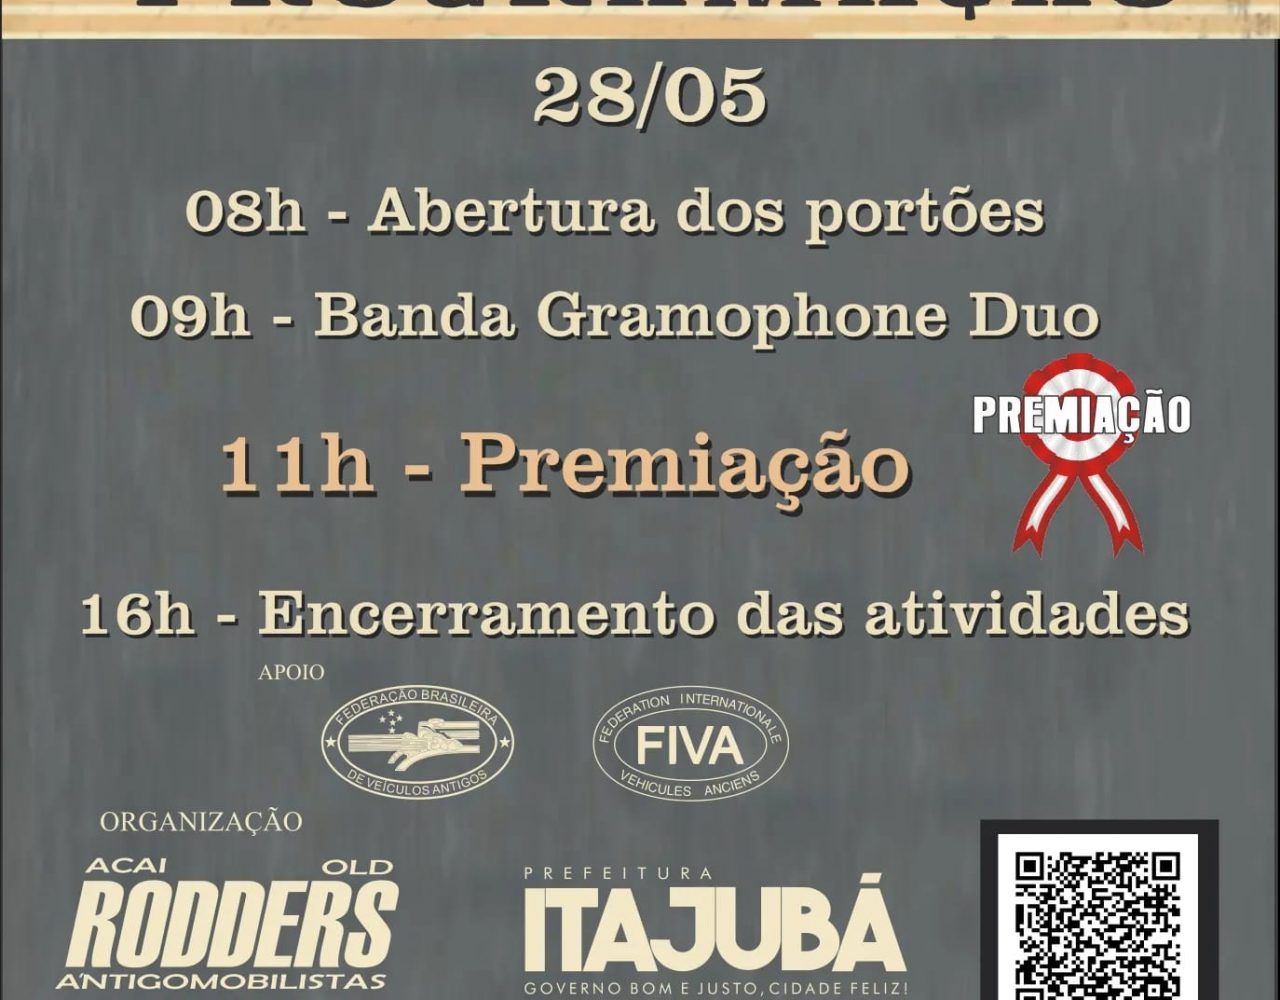 PROGRAMAÇÃO
28/05
08h - Abertura dos portões
09h - Banda Gramophone Duo
PREMIAÇÃO
11h - Premiação
16h - Encerramento das atividades
APOIO
FEDERAÇÃO BRASILEIRA
DE VEÍCULOS ANTIGOS
FEDERATION INTERNATIONALE
FIVA
VEHICULES ANCIENS
ORGANIZAÇÃO
ACAI OLD
RODDERS
ANTIGOMOBILISTAS
PREFEITURA
ITAJUBÁ
GOVERNO BOM E JUSTO, CIDADE FELIZ!